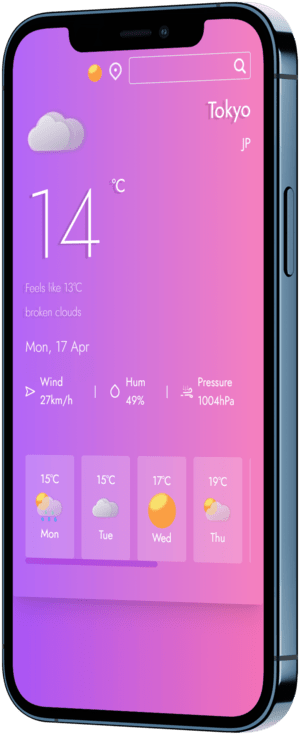 Tokyo
JP
14 °C
Feels like 13°C
broken clouds
Mon, 17 Apr
Wind
27km/h
|
Hum
49%
|
Pressure
1004hPa
15°C
Mon
15°C
Tue
17°C
Wed
19°C
Thu